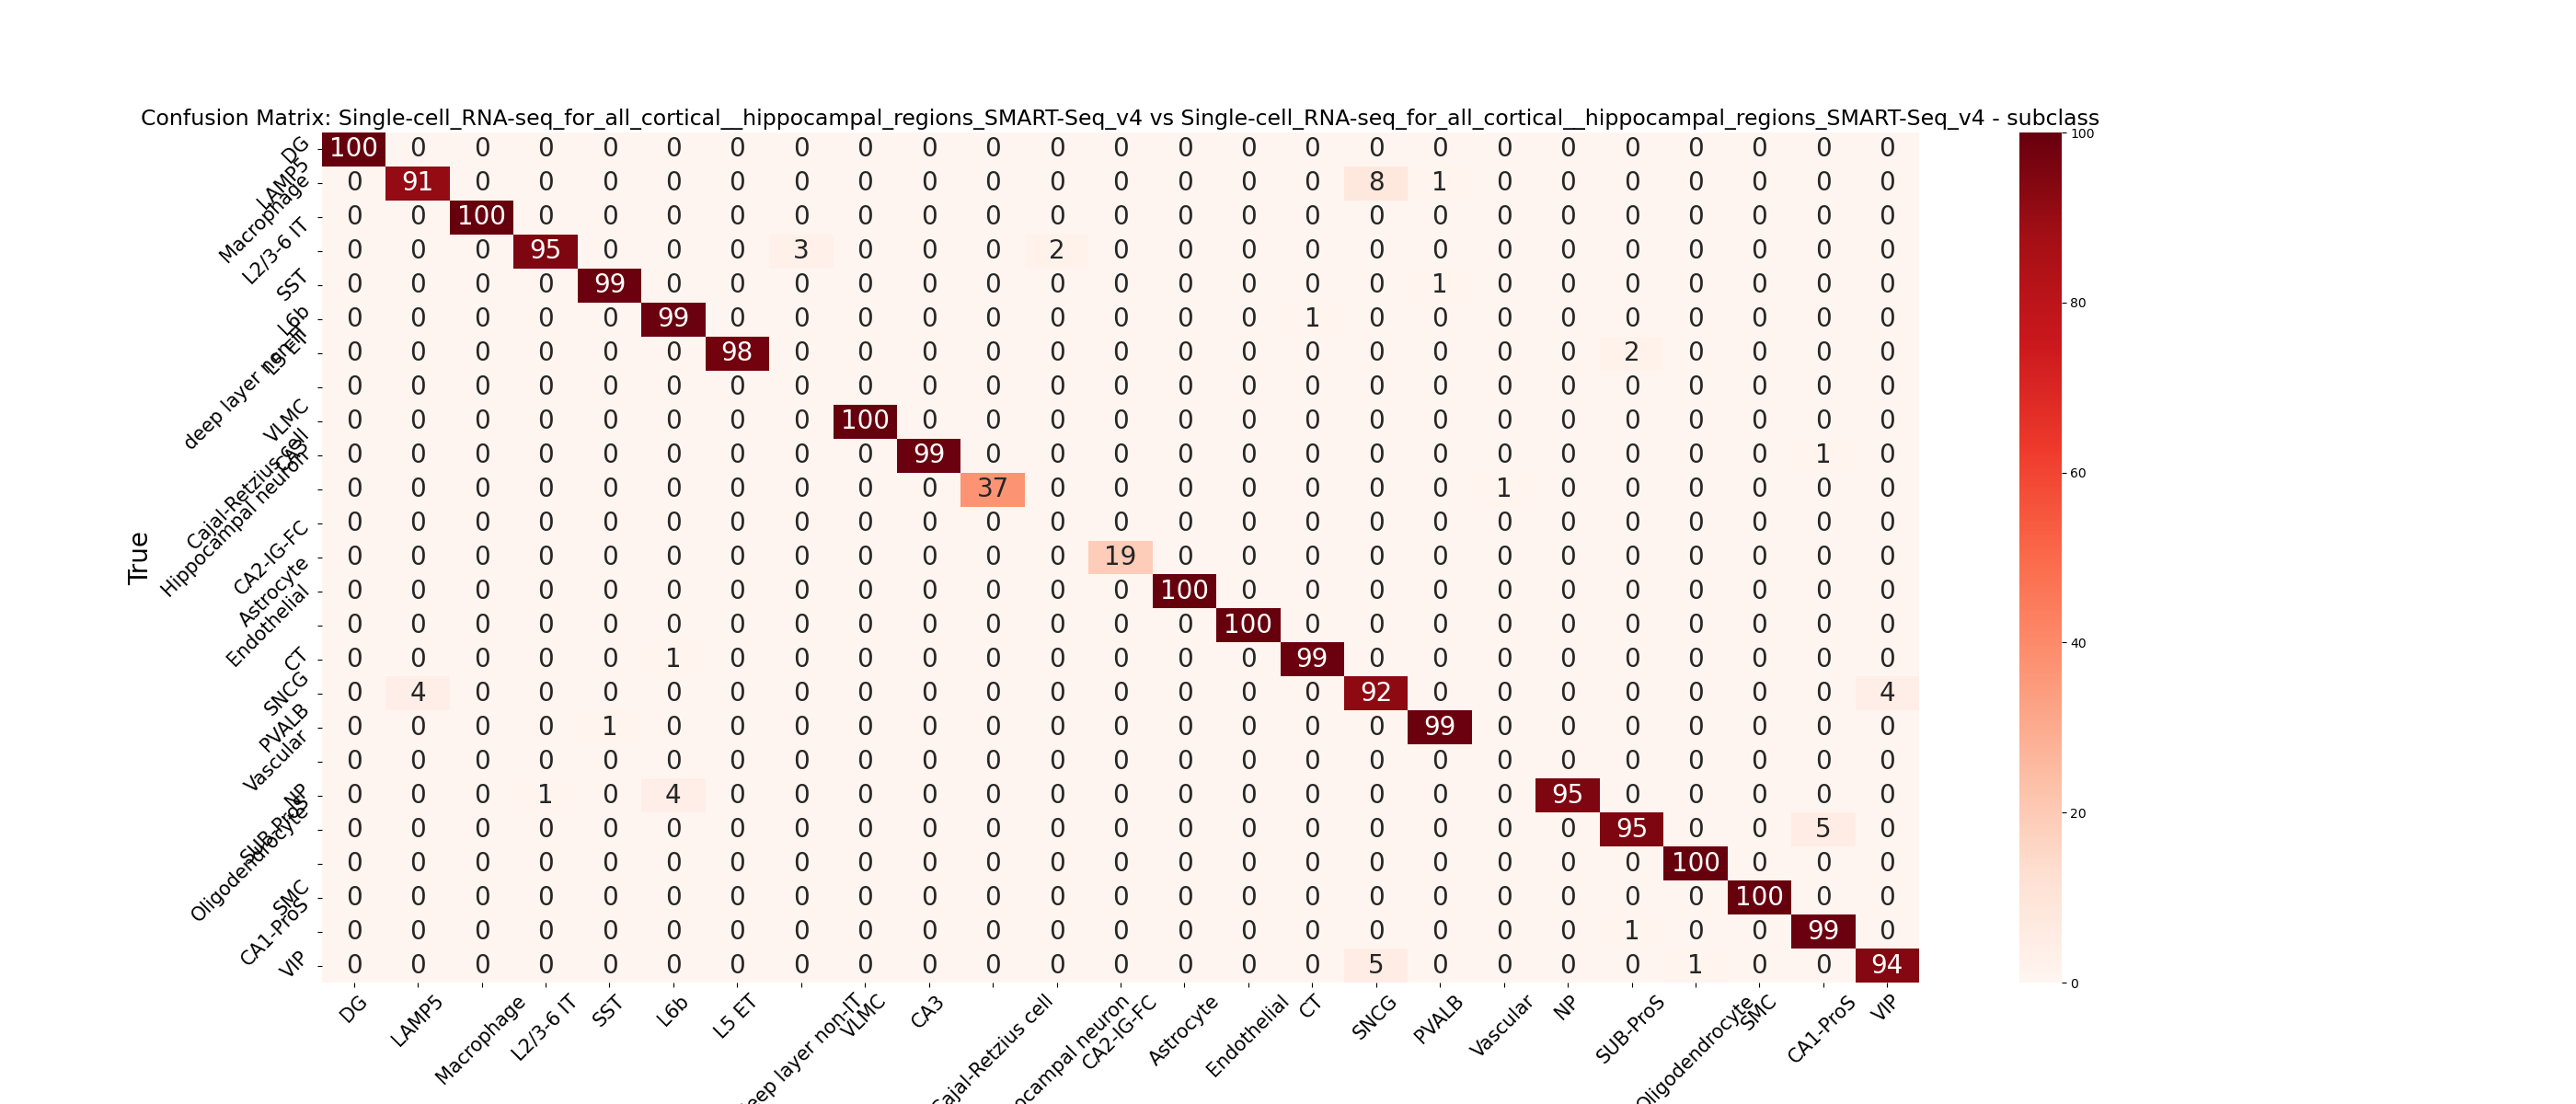 Confusion Matrix: Single-cell_RNA-seq_for_all_cortical__hippocampal_regions_SMART-Seq_v4 vs Single-cell_RNA-seq_for_all_cortical__hippocampal_regions_SMART-Seq_v4 - subclass
True
DG 100 0 0 0 0 0 0 0 0 0 0 0 0 0 0 0 0 0 0 0 0 0 0 0 0
LAMP5 0 91 0 0 0 0 0 0 0 0 0 0 0 0 0 0 8 1 0 0 0 0 0 0 0
Macrophage 0 0 100 0 0 0 0 0 0 0 0 0 0 0 0 0 0 0 0 0 0 0 0 0 0
L2/3-6 IT 0 0 0 95 0 0 0 3 0 0 0 2 0 0 0 0 0 0 0 0 0 0 0 0 0
SST 0 0 0 0 99 0 0 0 0 0 0 0 0 0 0 0 0 1 0 0 0 0 0 0 0
L6b 0 0 0 0 0 99 0 0 0 0 0 0 0 0 0 1 0 0 0 0 0 0 0 0 0
L5 ET 0 0 0 0 0 0 98 0 0 0 0 0 0 0 0 0 0 0 0 0 2 0 0 0 0
deep layer non-IT 0 0 0 0 0 0 0 0 0 0 0 0 0 0 0 0 0 0 0 0 0 0 0 0 0
VLMC 0 0 0 0 0 0 0 0 100 0 0 0 0 0 0 0 0 0 0 0 0 0 0 0 0
CA3 0 0 0 0 0 0 0 0 0 99 0 0 0 0 0 0 0 0 0 0 0 0 0 1 0
Cajal-Retzius cell 0 0 0 0 0 0 0 0 0 0 37 0 0 0 0 0 0 0 1 0 0 0 0 0 0
Hippocampal neuron 0 0 0 0 0 0 0 0 0 0 0 0 0 0 0 0 0 0 0 0 0 0 0 0 0
CA2-IG-FC 0 0 0 0 0 0 0 0 0 0 0 0 19 0 0 0 0 0 0 0 0 0 0 0 0
Astrocyte 0 0 0 0 0 0 0 0 0 0 0 0 0 100 0 0 0 0 0 0 0 0 0 0 0
Endothelial 0 0 0 0 0 0 0 0 0 0 0 0 0 0 100 0 0 0 0 0 0 0 0 0 0
CT 0 0 0 0 0 1 0 0 0 0 0 0 0 0 0 99 0 0 0 0 0 0 0 0 0
SNCG 0 4 0 0 0 0 0 0 0 0 0 0 0 0 0 0 92 0 0 0 0 0 0 0 4
PVALB 0 0 0 0 1 0 0 0 0 0 0 0 0 0 0 0 0 99 0 0 0 0 0 0 0
Vascular 0 0 0 0 0 0 0 0 0 0 0 0 0 0 0 0 0 0 0 0 0 0 0 0 0
NP 0 0 0 1 0 4 0 0 0 0 0 0 0 0 0 0 0 0 0 95 0 0 0 0 0
SUB-ProS 0 0 0 0 0 0 0 0 0 0 0 0 0 0 0 0 0 0 0 0 95 0 0 5 0
Oligodendrocyte 0 0 0 0 0 0 0 0 0 0 0 0 0 0 0 0 0 0 0 0 0 100 0 0 0
SMC 0 0 0 0 0 0 0 0 0 0 0 0 0 0 0 0 0 0 0 0 0 0 100 0 0
CA1-ProS 0 0 0 0 0 0 0 0 0 0 0 0 0 0 0 0 0 0 0 0 1 0 0 99 0
VIP 0 0 0 0 0 0 0 0 0 0 0 0 0 0 0 0 5 0 0 0 0 1 0 0 94
DG LAMP5 Macrophage L2/3-6 IT SST L6b L5 ET eep layer non-IT VLMC CA3 Cajal-Retzius cell ocampal neuron CA2-IG-FC Astrocyte Endothelial CT SNCG PVALB Vascular NP SUB-ProS Oligodendrocyte SMC CA1-ProS VIP
100
80
60
40
20
0